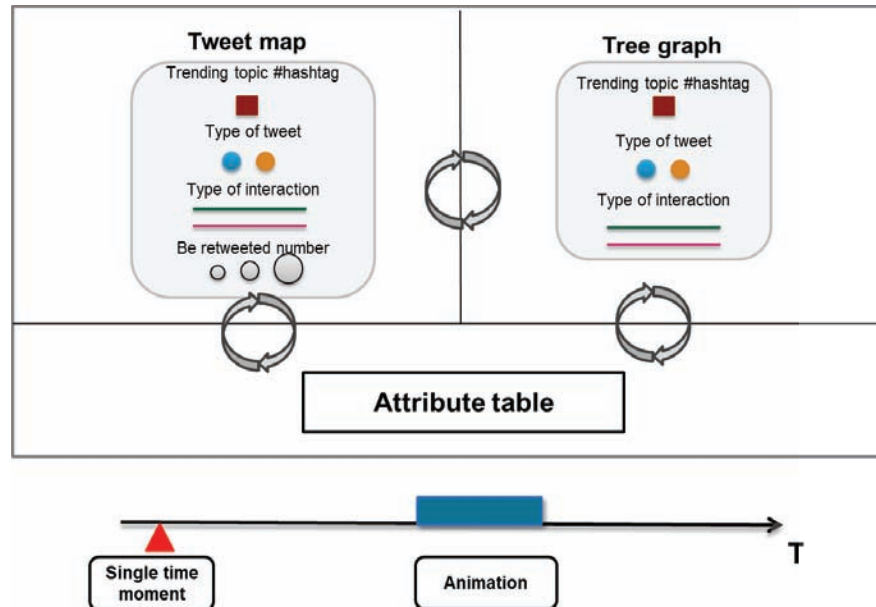 Tweet map
Trending topic #hashtag
Type of tweet
Type of interaction
Be retweeted number
Tree graph
Trending topic #hashtag
Type of tweet
Type of interaction
Attribute table
T
Single time
moment
Animation